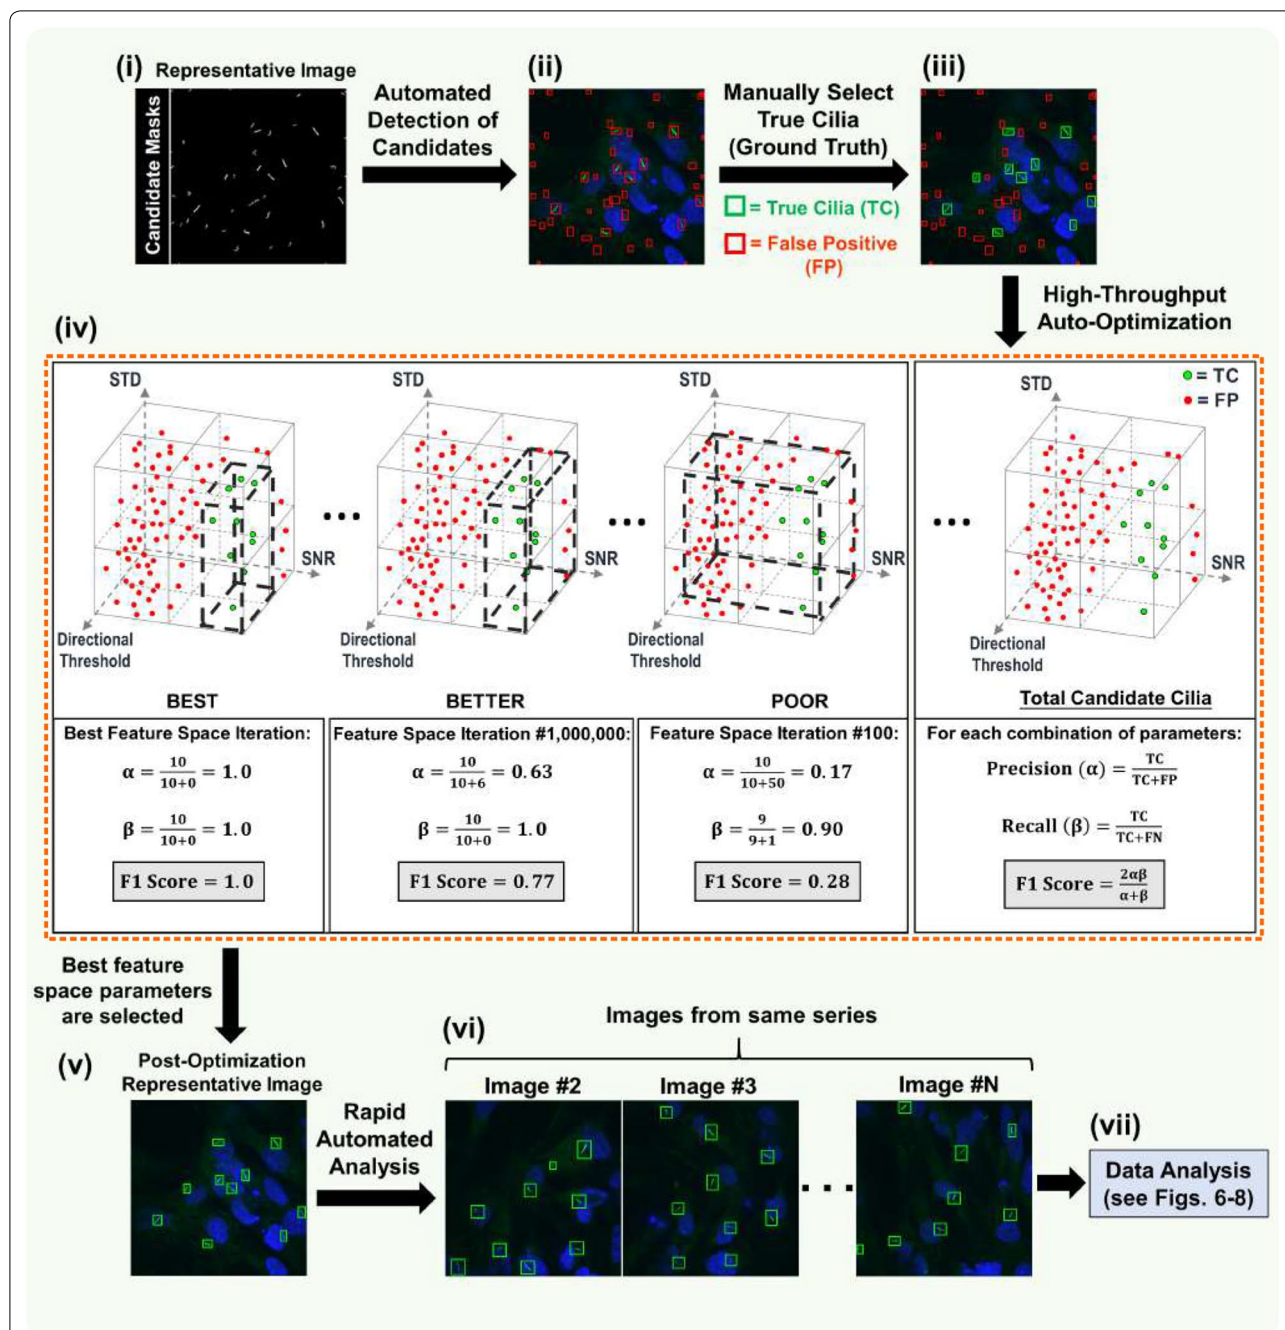 (i)
Representative Image
Candidate Masks
Automated
Detection of
Candidates
(ii)
Manually Select
True Cilia
(Ground Truth)
= True Cilia (TC)
= False Positive
(FP)
(iii)
High-Throughput
Auto-Optimization
(iv)
STD
SNR
Directional
Threshold
BEST
...
STD
SNR
Directional
Threshold
BETTER
...
STD
SNR
Directional
Threshold
POOR
...
= TC
= FP
STD
SNR
Directional
Threshold
Total Candidate Cilia
Best Feature Space Iteration:
α = 10/(10+0) = 1.0
β = 10/(10+0) = 1.0
F1 Score = 1.0
Feature Space Iteration #1,000,000:
α = 10/(10+6) = 0.63
β = 10/(10+0) = 1.0
F1 Score = 0.77
Feature Space Iteration #100:
α = 10/(10+50) = 0.17
β = 9/(9+1) = 0.90
F1 Score = 0.28
For each combination of parameters:
Precision (α) = TC/(TC+FP)
Recall (β) = TC/(TC+FN)
F1 Score = 2αβ/(α+β)
Best feature
space parameters
are selected
(v)
Post-Optimization
Representative Image
Rapid
Automated
Analysis
(vi)
Images from same series
Image #2
Image #3
...
Image #N
(vii)
Data Analysis
(see Figs. 6-8)